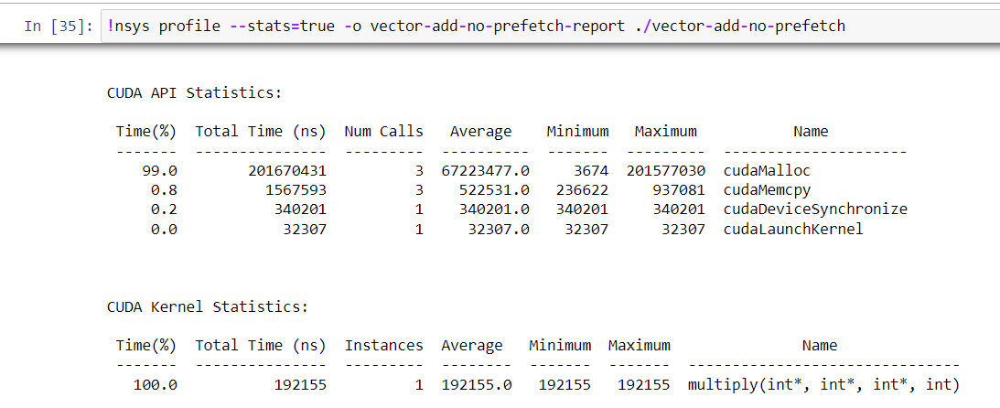 In [35]: !nsys profile --stats=true -o vector-add-no-prefetch-report ./vector-add-no-prefetch
CUDA API Statistics:
Time(%)  Total Time (ns)  Num Calls   Average    Minimum   Maximum           Name
-------  ---------------  ---------  ----------  -------  ---------  ---------------------
99.0        201670431          3  67223477.0     3674  201577030  cudaMalloc
0.8          1567593          3    522531.0   236622     937081  cudaMemcpy
0.2           340201          1    340201.0   340201     340201  cudaDeviceSynchronize
0.0            32307          1     32307.0    32307      32307  cudaLaunchKernel
CUDA Kernel Statistics:
Time(%)  Total Time (ns)  Instances  Average   Minimum  Maximum               Name
-------  ---------------  ---------  --------  -------  -------  -------------------------------
100.0           192155          1  192155.0   192155   192155  multiply(int*, int*, int*, int)